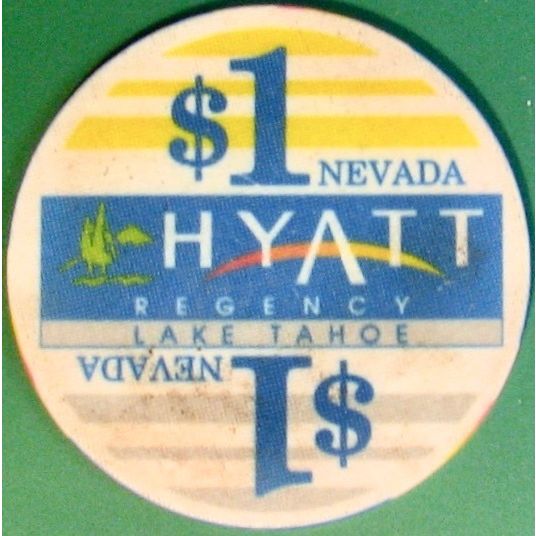 $1
NEVADA
HYATT
REGENCY
LAKE TAHOE
NEVADA
$1